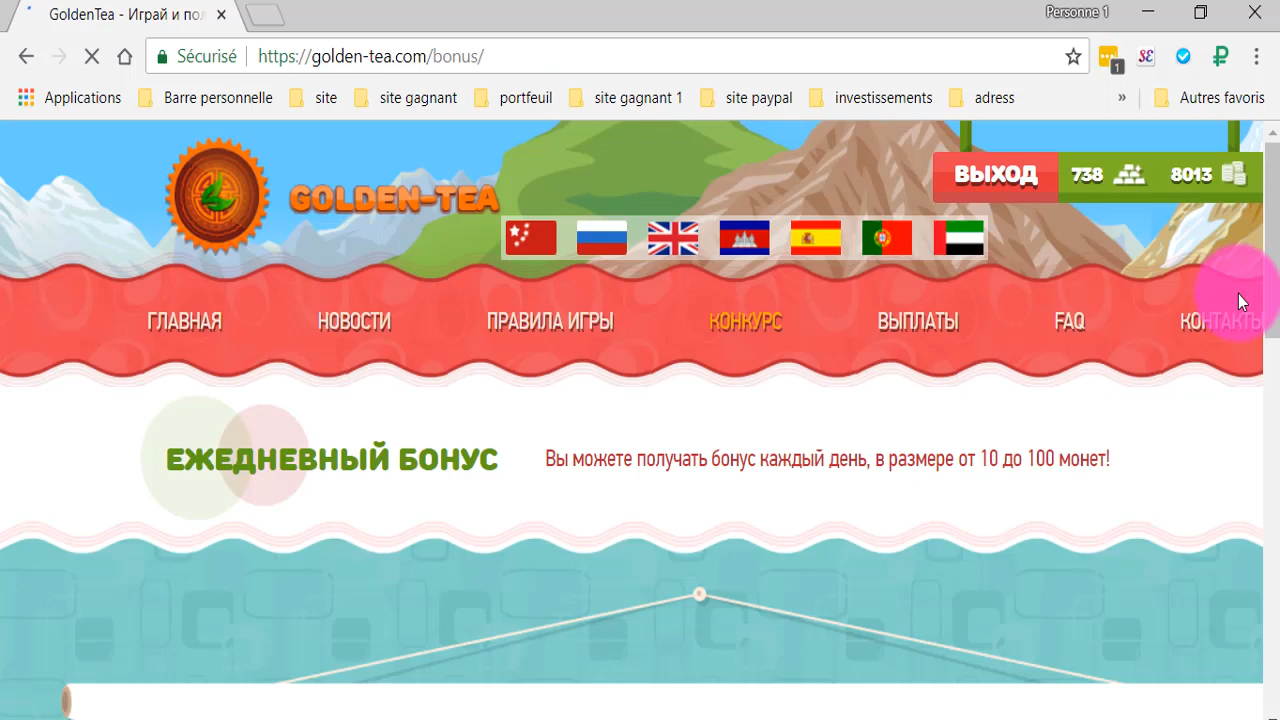 GoldenTea - Играй и пол
Personne 1
Sécurisé https://golden-tea.com/bonus/
1
Applications Barre personnelle site site gagnant portfeuil site gagnant 1 site paypal investissements adress » Autres favoris
ВЫХОД 738 8013
GOLDEN-TEA
ГЛАВНАЯ НОВОСТИ ПРАВИЛА ИГРЫ КОНКУРС ВЫПЛАТЫ FAQ КОНТАКТЫ
ЕЖЕДНЕВНЫЙ БОНУС Вы можете получать бонус каждый день, в размере от 10 до 100 монет!